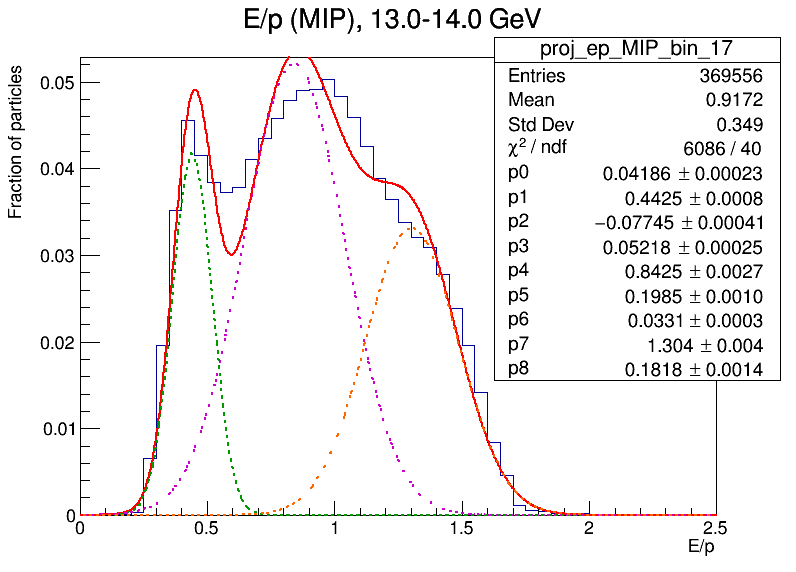 E/p (MIP), 13.0-14.0 GeV
proj_ep_MIP_bin_17
Entries 369556
Mean 0.9172
Std Dev 0.349
χ² / ndf 6086 / 40
p0 0.04186 ± 0.00023
p1 0.4425 ± 0.0008
p2 −0.07745 ± 0.00041
p3 0.05218 ± 0.00025
p4 0.8425 ± 0.0027
p5 0.1985 ± 0.0010
p6 0.0331 ± 0.0003
p7 1.304 ± 0.004
p8 0.1818 ± 0.0014
Fraction of particles
0.05
0.04
0.03
0.02
0.01
0
0 0.5 1 1.5 2 2.5
E/p